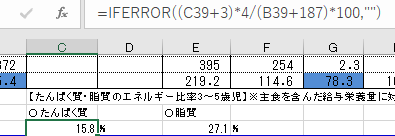 fx =IFERROR((C39+3)*4/(B39+187)*100,"")
C D E F G
372 395 254 2.3
5.4 219.2 114.6 78.3
【たんぱく質・脂質のエネルギー比率3～5歳児】※主食を含んだ給与栄養量に対
○たんぱく質 ○脂質
15.8 % 27.1 %